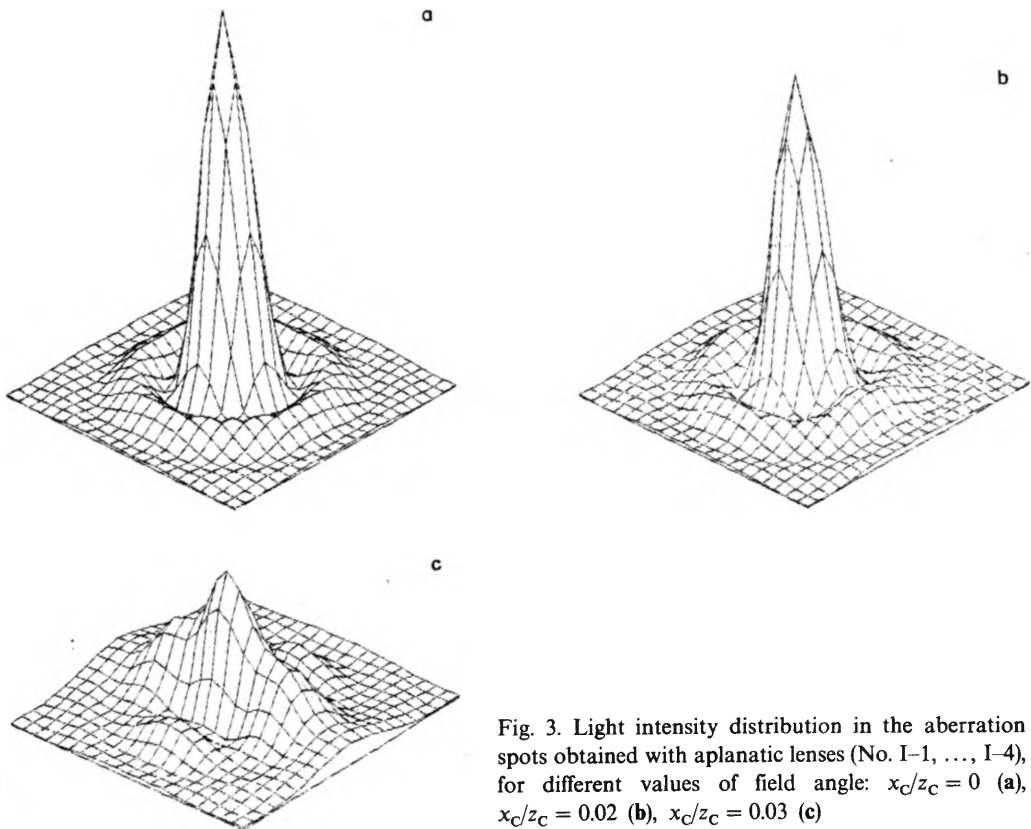 a
b
c
Fig. 3. Light intensity distribution in the aberration
spots obtained with aplanatic lenses (No. I–1, ..., I–4),
for different values of field angle: x_C/z_C = 0 (a),
x_C/z_C = 0.02 (b), x_C/z_C = 0.03 (c)